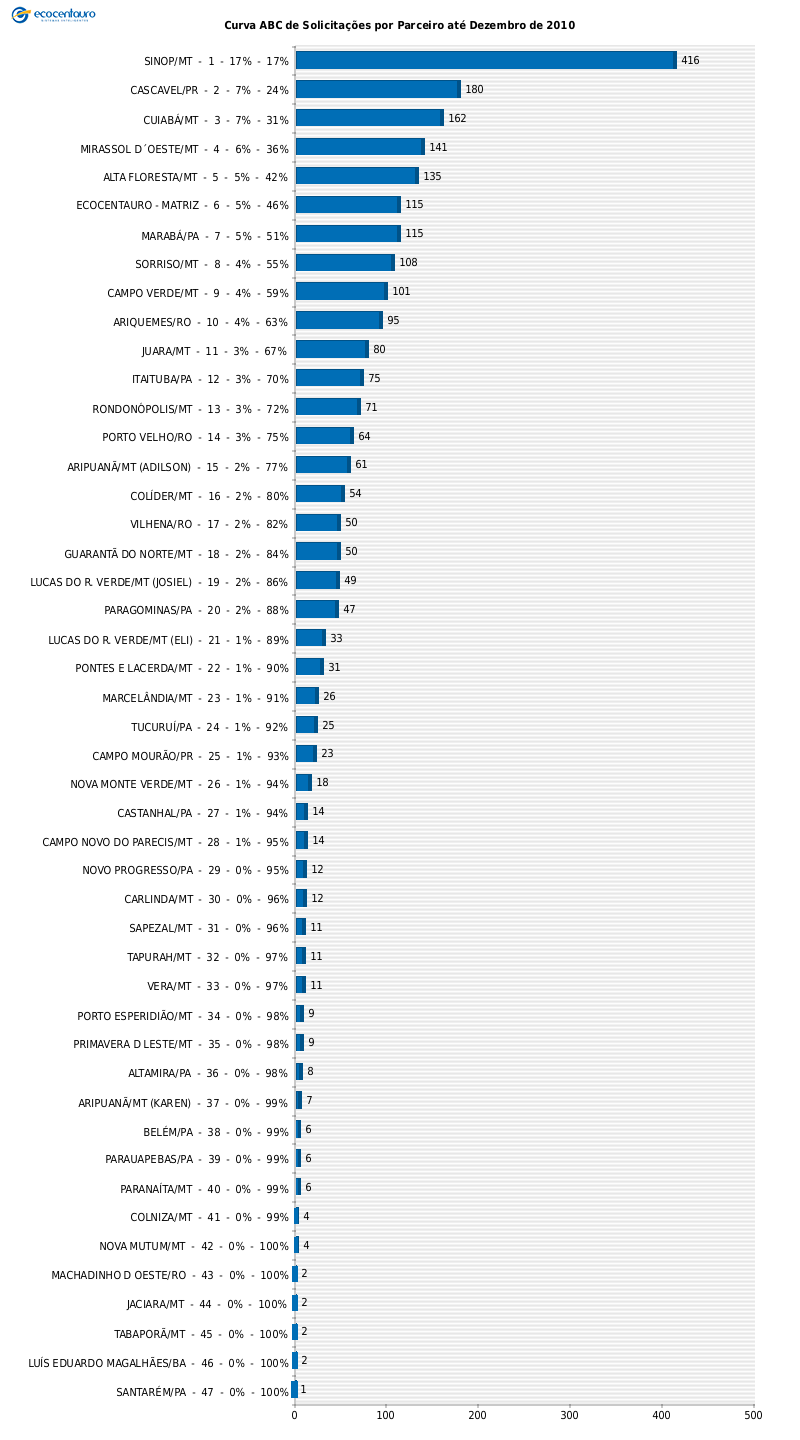 ecocentauro
Curva ABC de Solicitações por Parceiro até Dezembro de 2010
SINOP/MT - 1 - 17% - 17% 416
CASCAVEL/PR - 2 - 7% - 24% 180
CUIABÁ/MT - 3 - 7% - 31% 162
MIRASSOL D´OESTE/MT - 4 - 6% - 36% 141
ALTA FLORESTA/MT - 5 - 5% - 42% 135
ECOCENTAURO - MATRIZ - 6 - 5% - 46% 115
MARABÁ/PA - 7 - 5% - 51% 115
SORRISO/MT - 8 - 4% - 55% 108
CAMPO VERDE/MT - 9 - 4% - 59% 101
ARIQUEMES/RO - 10 - 4% - 63% 95
JUARA/MT - 11 - 3% - 67% 80
ITAITUBA/PA - 12 - 3% - 70% 75
RONDONÓPOLIS/MT - 13 - 3% - 72% 71
PORTO VELHO/RO - 14 - 3% - 75% 64
ARIPUANÃ/MT (ADILSON) - 15 - 2% - 77% 61
COLÍDER/MT - 16 - 2% - 80% 54
VILHENA/RO - 17 - 2% - 82% 50
GUARANTÃ DO NORTE/MT - 18 - 2% - 84% 50
LUCAS DO R. VERDE/MT (JOSIEL) - 19 - 2% - 86% 49
PARAGOMINAS/PA - 20 - 2% - 88% 47
LUCAS DO R. VERDE/MT (ELI) - 21 - 1% - 89% 33
PONTES E LACERDA/MT - 22 - 1% - 90% 31
MARCELÂNDIA/MT - 23 - 1% - 91% 26
TUCURUÍ/PA - 24 - 1% - 92% 25
CAMPO MOURÃO/PR - 25 - 1% - 93% 23
NOVA MONTE VERDE/MT - 26 - 1% - 94% 18
CASTANHAL/PA - 27 - 1% - 94% 14
CAMPO NOVO DO PARECIS/MT - 28 - 1% - 95% 14
NOVO PROGRESSO/PA - 29 - 0% - 95% 12
CARLINDA/MT - 30 - 0% - 96% 12
SAPEZAL/MT - 31 - 0% - 96% 11
TAPURAH/MT - 32 - 0% - 97% 11
VERA/MT - 33 - 0% - 97% 11
PORTO ESPERIDIÃO/MT - 34 - 0% - 98% 9
PRIMAVERA D LESTE/MT - 35 - 0% - 98% 9
ALTAMIRA/PA - 36 - 0% - 98% 8
ARIPUANÃ/MT (KAREN) - 37 - 0% - 99% 7
BELÉM/PA - 38 - 0% - 99% 6
PARAUAPEBAS/PA - 39 - 0% - 99% 6
PARANAÍTA/MT - 40 - 0% - 99% 6
COLNIZA/MT - 41 - 0% - 99% 4
NOVA MUTUM/MT - 42 - 0% - 100% 4
MACHADINHO D OESTE/RO - 43 - 0% - 100% 2
JACIARA/MT - 44 - 0% - 100% 2
TABAPORÃ/MT - 45 - 0% - 100% 2
LUÍS EDUARDO MAGALHÃES/BA - 46 - 0% - 100% 2
SANTARÉM/PA - 47 - 0% - 100% 1
0 100 200 300 400 500